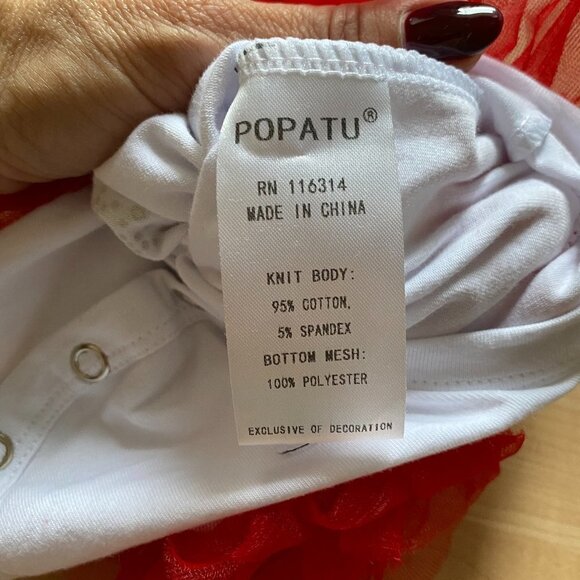 POPATU®
RN 116314
MADE IN CHINA
KNIT BODY:
95% COTTON,
5% SPANDEX
BOTTOM MESH:
100% POLYESTER
EXCLUSIVE OF DECORATION